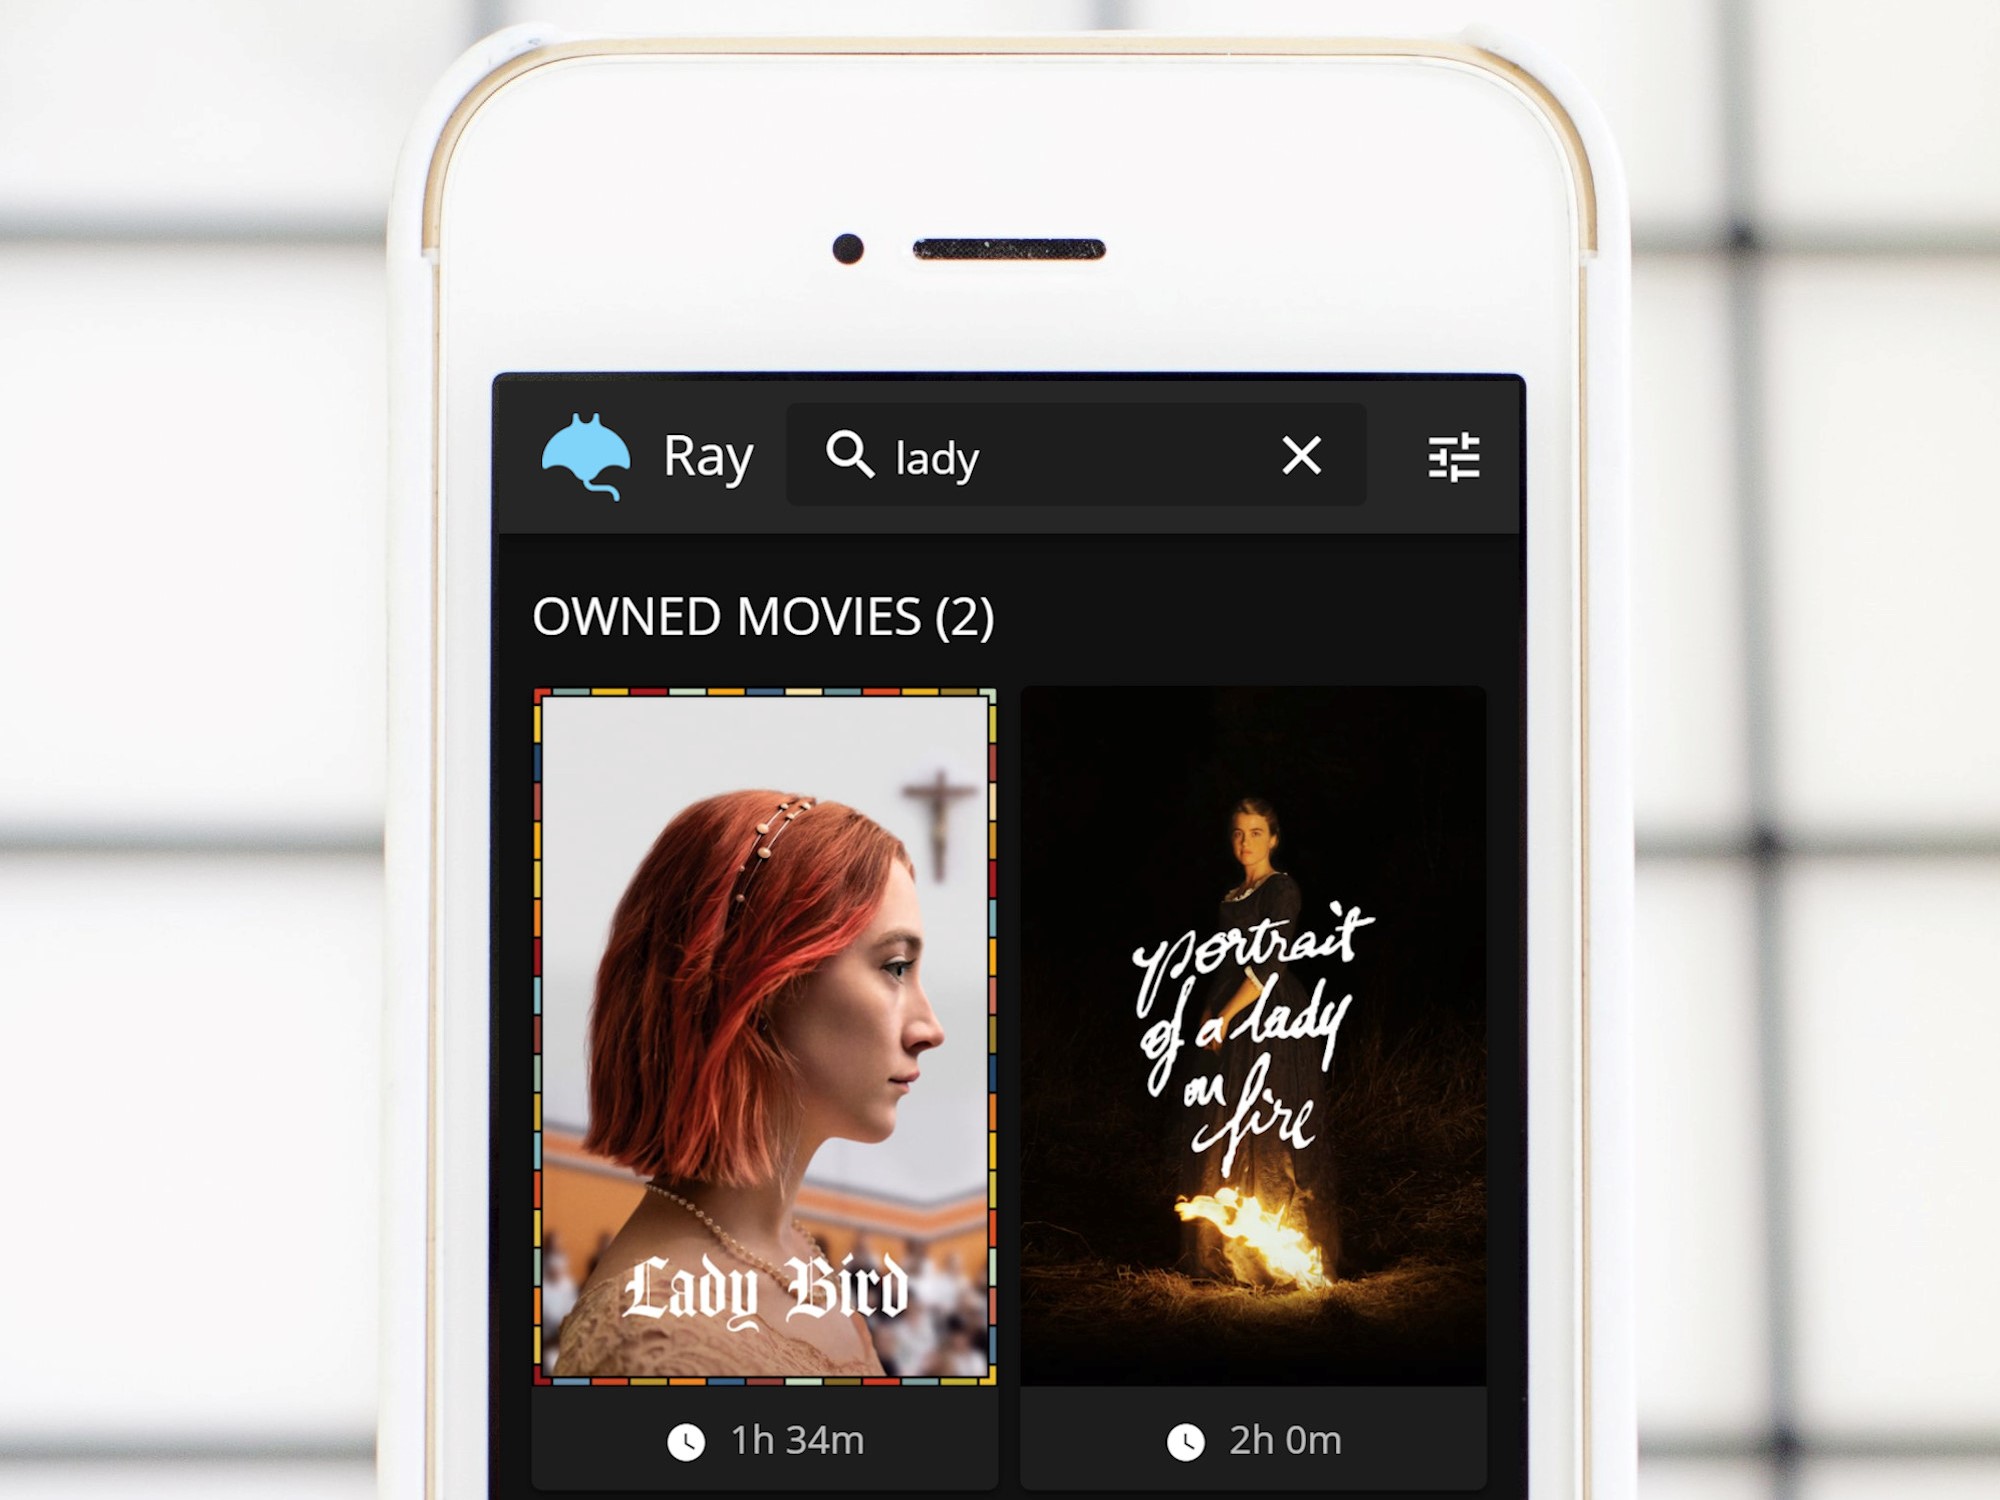 Ray
lady
OWNED MOVIES (2)
Lady Bird
portrait
of a lady
on
fire
1h 34m
2h 0m